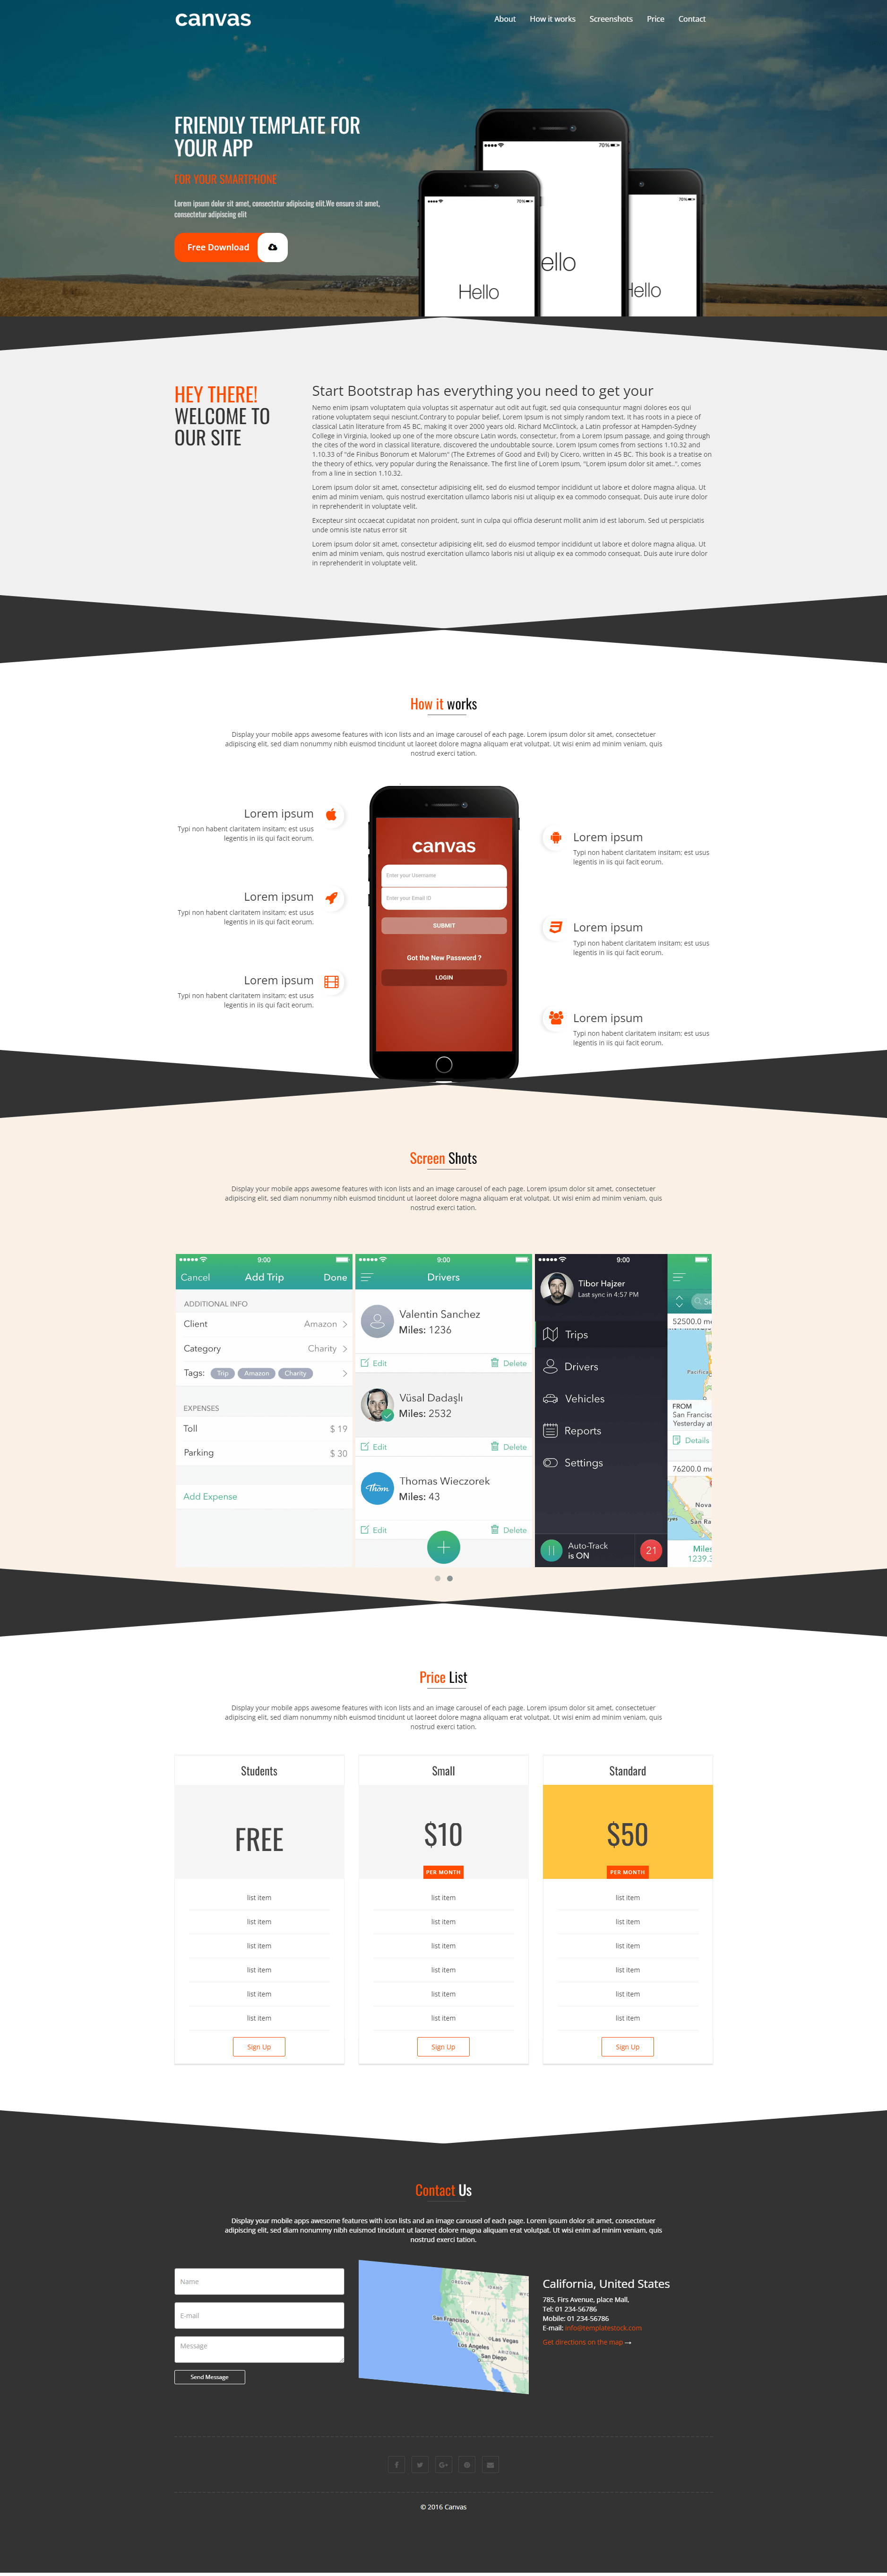 canvas
About How it works Screenshots Price Contact
FRIENDLY TEMPLATE FOR
YOUR APP
FOR YOUR SMARTPHONE
Lorem ipsum dolor sit amet, consectetur adipiscing elit.We ensure sit amet,
consectetur adipiscing elit
Free Download
70%
Hello
70%
ello
70%
Hello
HEY THERE!
WELCOME TO
OUR SITE
Start Bootstrap has everything you need to get your
Nemo enim ipsam voluptatem quia voluptas sit aspernatur aut odit aut fugit, sed quia consequuntur magni dolores eos qui
ratione voluptatem sequi nesciunt.Contrary to popular belief, Lorem Ipsum is not simply random text. It has roots in a piece of
classical Latin literature from 45 BC, making it over 2000 years old. Richard McClintock, a Latin professor at Hampden-Sydney
College in Virginia, looked up one of the more obscure Latin words, consectetur, from a Lorem Ipsum passage, and going through
the cites of the word in classical literature, discovered the undoubtable source. Lorem Ipsum comes from sections 1.10.32 and
1.10.33 of "de Finibus Bonorum et Malorum" (The Extremes of Good and Evil) by Cicero, written in 45 BC. This book is a treatise on
the theory of ethics, very popular during the Renaissance. The first line of Lorem Ipsum, "Lorem ipsum dolor sit amet..", comes
from a line in section 1.10.32.
Lorem ipsum dolor sit amet, consectetur adipisicing elit, sed do eiusmod tempor incididunt ut labore et dolore magna aliqua. Ut
enim ad minim veniam, quis nostrud exercitation ullamco laboris nisi ut aliquip ex ea commodo consequat. Duis aute irure dolor
in reprehenderit in voluptate velit.
Excepteur sint occaecat cupidatat non proident, sunt in culpa qui officia deserunt mollit anim id est laborum. Sed ut perspiciatis
unde omnis iste natus error sit
Lorem ipsum dolor sit amet, consectetur adipisicing elit, sed do eiusmod tempor incididunt ut labore et dolore magna aliqua. Ut
enim ad minim veniam, quis nostrud exercitation ullamco laboris nisi ut aliquip ex ea commodo consequat. Duis aute irure dolor
in reprehenderit in voluptate velit.
How it works
Display your mobile apps awesome features with icon lists and an image carousel of each page. Lorem ipsum dolor sit amet, consectetuer
adipiscing elit, sed diam nonummy nibh euismod tincidunt ut laoreet dolore magna aliquam erat volutpat. Ut wisi enim ad minim veniam, quis
nostrud exerci tation.
Lorem ipsum
Typi non habent claritatem insitam; est usus
legentis in iis qui facit eorum.
Lorem ipsum
Typi non habent claritatem insitam; est usus
legentis in iis qui facit eorum.
Lorem ipsum
Typi non habent claritatem insitam; est usus
legentis in iis qui facit eorum.
canvas
Enter your Username
Enter your Email ID
SUBMIT
Got the New Password ?
LOGIN
Lorem ipsum
Typi non habent claritatem insitam; est usus
legentis in iis qui facit eorum.
Lorem ipsum
Typi non habent claritatem insitam; est usus
legentis in iis qui facit eorum.
Lorem ipsum
Typi non habent claritatem insitam; est usus
legentis in iis qui facit eorum.
Screen Shots
Display your mobile apps awesome features with icon lists and an image carousel of each page. Lorem ipsum dolor sit amet, consectetuer
adipiscing elit, sed diam nonummy nibh euismod tincidunt ut laoreet dolore magna aliquam erat volutpat. Ut wisi enim ad minim veniam, quis
nostrud exerci tation.
9:00
Cancel Add Trip Done
ADDITIONAL INFO
Client Amazon
Category Charity
Tags: Trip Amazon Charity
EXPENSES
Toll $ 19
Parking $ 30
Add Expense
9:00
Drivers
Valentin Sanchez
Miles: 1236
Edit Delete
Vüsal Dadaşlı
Miles: 2532
Edit Delete
Thom
Thomas Wieczorek
Miles: 43
Edit Delete
9:00
Tibor Hajzer
Last sync in 4:57 PM
Trips
Drivers
Vehicles
Reports
Settings
Auto-Track
is ON
21
Se
52500.0 m
Pacific
FROM
San Francisc
Yesterday at
Details
76200.0 m
Nova
eyes
San Ra
Miles
1239.3
Price List
Display your mobile apps awesome features with icon lists and an image carousel of each page. Lorem ipsum dolor sit amet, consectetuer
adipiscing elit, sed diam nonummy nibh euismod tincidunt ut laoreet dolore magna aliquam erat volutpat. Ut wisi enim ad minim veniam, quis
nostrud exerci tation.
Students
FREE
list item
list item
list item
list item
list item
list item
Sign Up
Small
$10
PER MONTH
list item
list item
list item
list item
list item
list item
Sign Up
Standard
$50
PER MONTH
list item
list item
list item
list item
list item
list item
Sign Up
Contact Us
Display your mobile apps awesome features with icon lists and an image carousel of each page. Lorem ipsum dolor sit amet, consectetuer
adipiscing elit, sed diam nonummy nibh euismod tincidunt ut laoreet dolore magna aliquam erat volutpat. Ut wisi enim ad minim veniam, quis
nostrud exerci tation.
Name
E-mail
Message
Send Message
OREGON
IDAHO
NEVADA
UTAH
San Francisco
CALIFORNIA
Las Vegas
Los Angeles
San Diego
California, United States
785, Firs Avenue, place Mall,
Tel: 01 234-56786
Mobile: 01 234-56786
E-mail: info@templatestock.com
Get directions on the map →
© 2016 Canvas